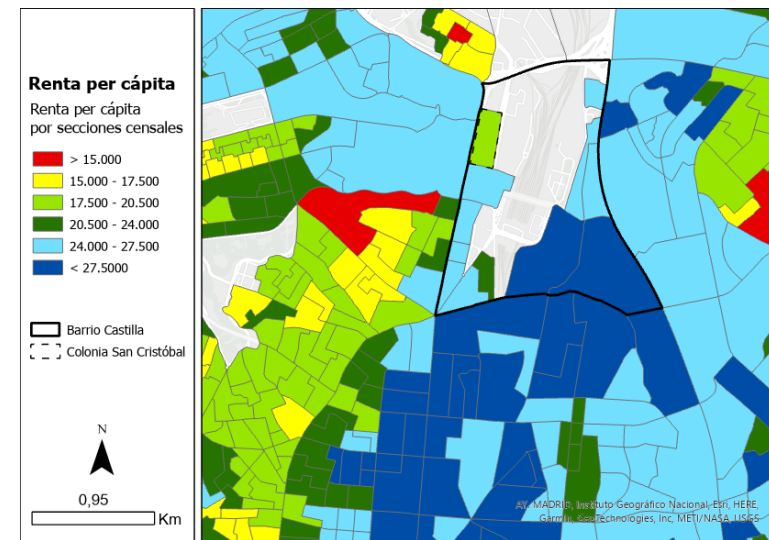 Renta per cápita
Renta per cápita
por secciones censales
> 15.000
15.000 - 17.500
17.500 - 20.500
20.500 - 24.000
24.000 - 27.500
< 27.5000
Barrio Castilla
Colonia San Cristóbal
N
0,95
Km
AY. MADRID, Instituto Geográfico Nacional, Esri, HERE,
Garmin, GeoTechnologies, Inc, METI/NASA, USGS